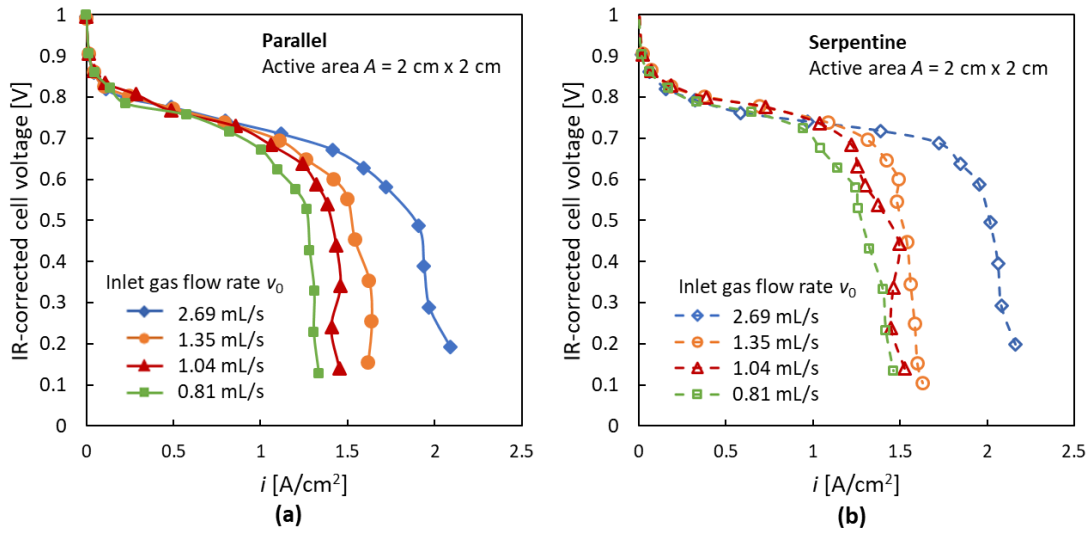 Parallel
Active area A = 2 cm x 2 cm
IR-corrected cell voltage [V]
1
0.9
0.8
0.7
0.6
0.5
0.4
0.3
0.2
0.1
0
Inlet gas flow rate v0
2.69 mL/s
1.35 mL/s
1.04 mL/s
0.81 mL/s
0 0.5 1 1.5 2 2.5
i [A/cm²]
(a)
Serpentine
Active area A = 2 cm x 2 cm
IR-corrected cell voltage [V]
1
0.9
0.8
0.7
0.6
0.5
0.4
0.3
0.2
0.1
0
Inlet gas flow rate v0
2.69 mL/s
1.35 mL/s
1.04 mL/s
0.81 mL/s
0 0.5 1 1.5 2 2.5
i [A/cm²]
(b)